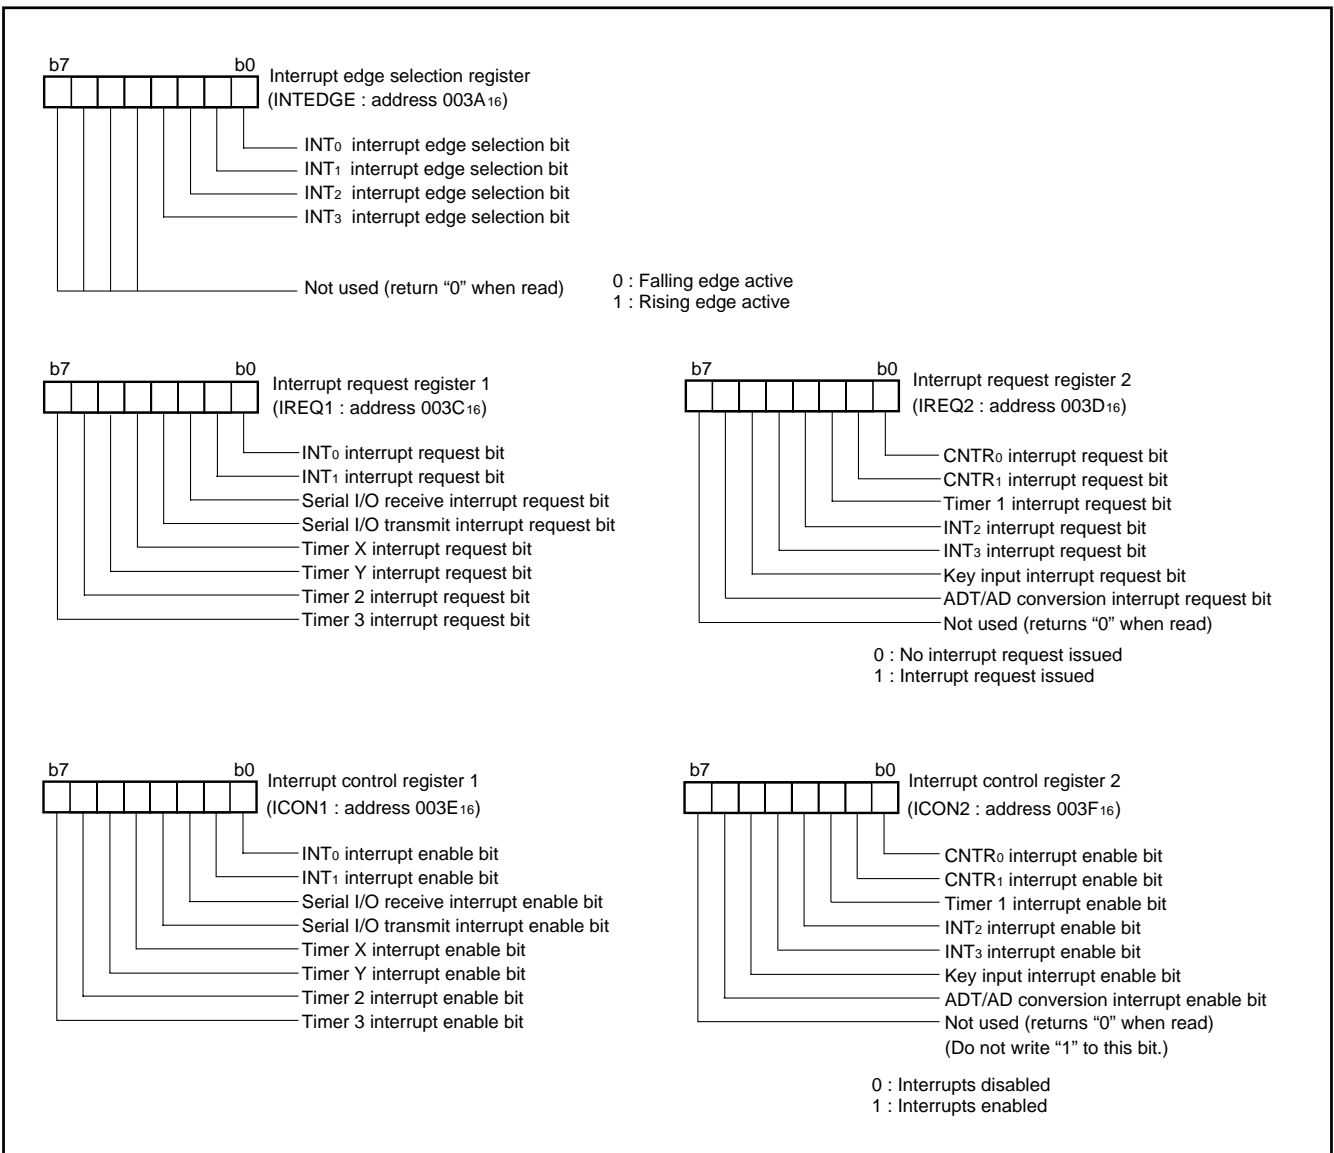 b7 b0
Interrupt edge selection register
(INTEDGE : address 003A16)
INT0 interrupt edge selection bit
INT1 interrupt edge selection bit
INT2 interrupt edge selection bit
INT3 interrupt edge selection bit
Not used (return “0” when read)
0 : Falling edge active
1 : Rising edge active
b7 b0
Interrupt request register 1
(IREQ1 : address 003C16)
INT0 interrupt request bit
INT1 interrupt request bit
Serial I/O receive interrupt request bit
Serial I/O transmit interrupt request bit
Timer X interrupt request bit
Timer Y interrupt request bit
Timer 2 interrupt request bit
Timer 3 interrupt request bit
b7 b0
Interrupt request register 2
(IREQ2 : address 003D16)
CNTR0 interrupt request bit
CNTR1 interrupt request bit
Timer 1 interrupt request bit
INT2 interrupt request bit
INT3 interrupt request bit
Key input interrupt request bit
ADT/AD conversion interrupt request bit
Not used (returns “0” when read)
0 : No interrupt request issued
1 : Interrupt request issued
b7 b0
Interrupt control register 1
(ICON1 : address 003E16)
INT0 interrupt enable bit
INT1 interrupt enable bit
Serial I/O receive interrupt enable bit
Serial I/O transmit interrupt enable bit
Timer X interrupt enable bit
Timer Y interrupt enable bit
Timer 2 interrupt enable bit
Timer 3 interrupt enable bit
b7 b0
Interrupt control register 2
(ICON2 : address 003F16)
CNTR0 interrupt enable bit
CNTR1 interrupt enable bit
Timer 1 interrupt enable bit
INT2 interrupt enable bit
INT3 interrupt enable bit
Key input interrupt enable bit
ADT/AD conversion interrupt enable bit
Not used (returns “0” when read)
(Do not write “1” to this bit.)
0 : Interrupts disabled
1 : Interrupts enabled